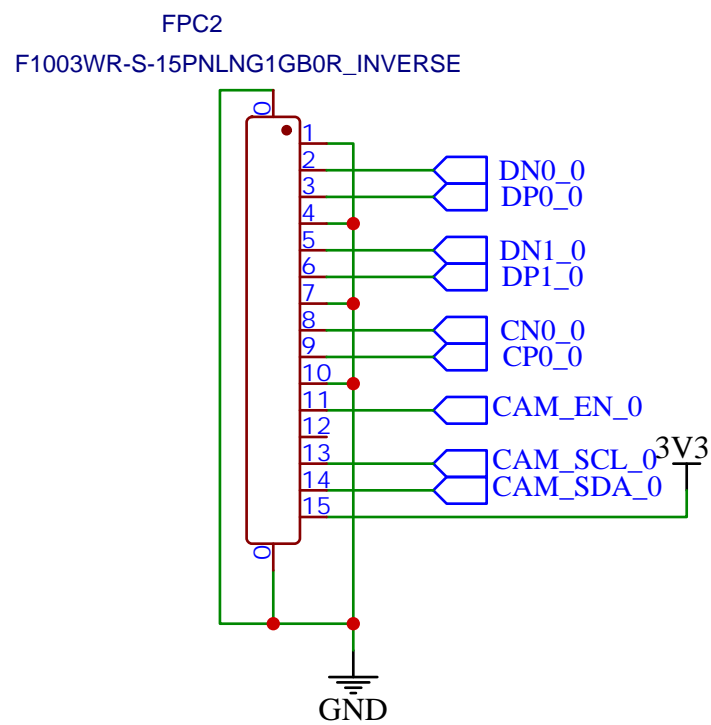 FPC2
F1003WR-S-15PNLNG1GB0R_INVERSE
0
1
2 DN0_0
3 DP0_0
4
5 DN1_0
6 DP1_0
7
8 CN0_0
9 CP0_0
10
11 CAM_EN_0
12
13 CAM_SCL_0 3V3
14 CAM_SDA_0
15
0
GND